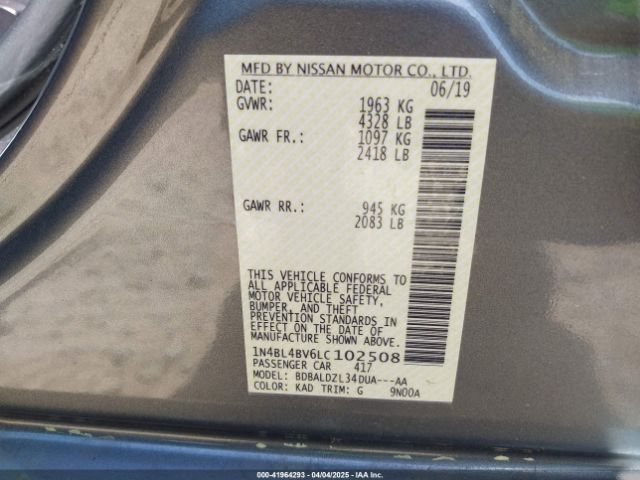 MFD BY NISSAN MOTOR CO., LTD.
DATE: 06/19
GVWR: 1963 KG
4328 LB
GAWR FR.: 1097 KG
2418 LB
GAWR RR.: 945 KG
2083 LB
THIS VEHICLE CONFORMS TO
ALL APPLICABLE FEDERAL
MOTOR VEHICLE SAFETY,
BUMPER, AND THEFT
PREVENTION STANDARDS IN
EFFECT ON THE DATE OF
MANUFACTURE SHOWN ABOVE.
1N4BL4BV6LC102508
PASSENGER CAR 417
MODEL: BDBALDZL34DUA---AA
COLOR: KAD TRIM: G 9N00A
000-41964293 - 04/04/2025 - IAA Inc.